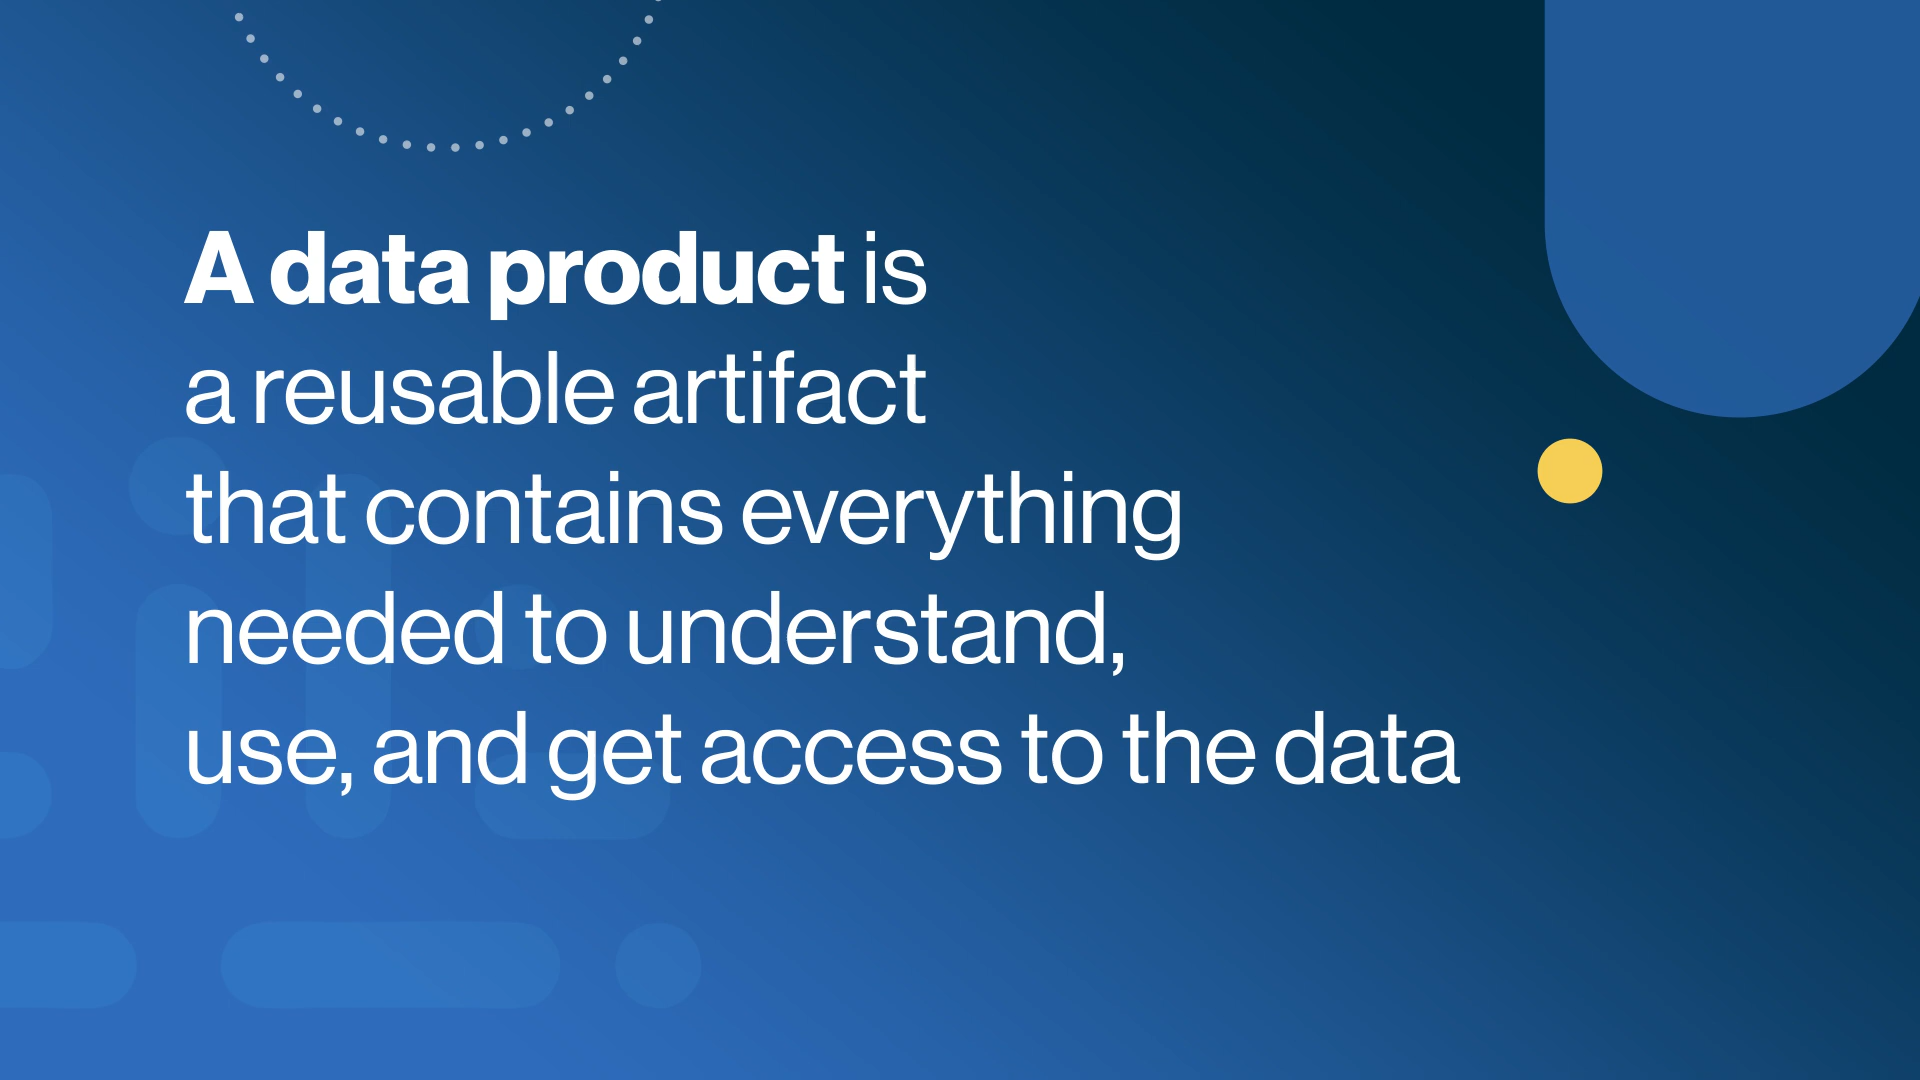 A data product is
a reusable artifact
that contains everything
needed to understand,
use, and get access to the data